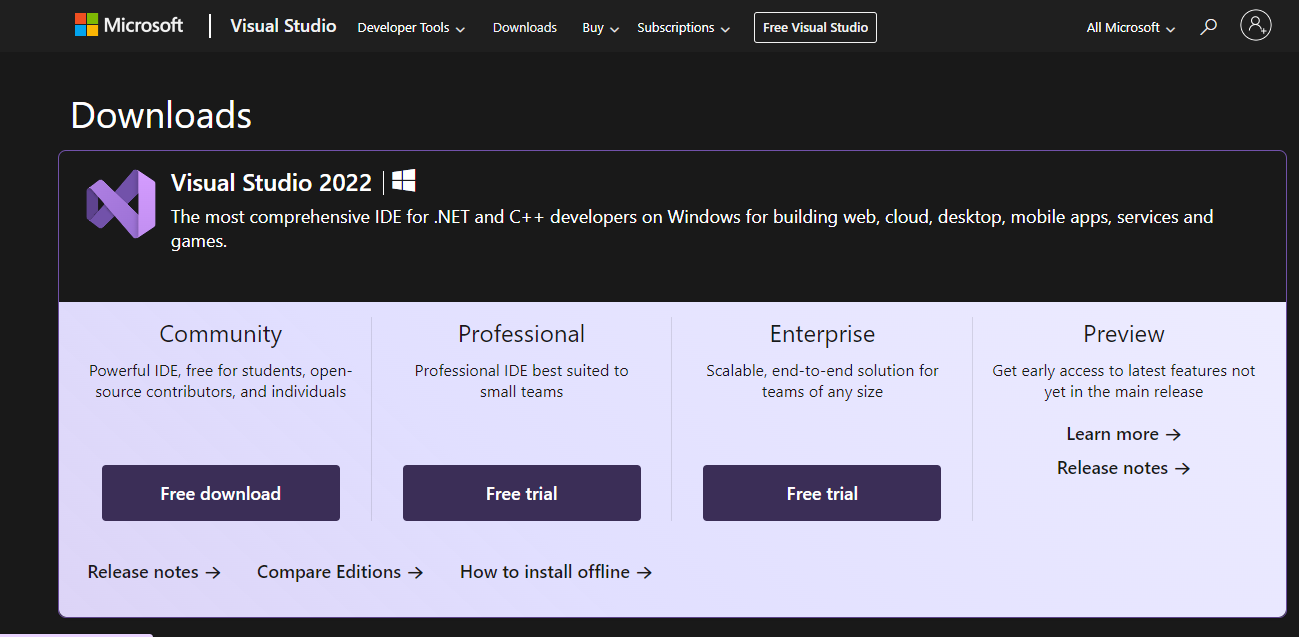 Microsoft Visual Studio Developer Tools Downloads Buy Subscriptions Free Visual Studio All Microsoft
Downloads
Visual Studio 2022
The most comprehensive IDE for .NET and C++ developers on Windows for building web, cloud, desktop, mobile apps, services and
games.
Community
Powerful IDE, free for students, open-
source contributors, and individuals
Free download
Professional
Professional IDE best suited to
small teams
Free trial
Enterprise
Scalable, end-to-end solution for
teams of any size
Free trial
Preview
Get early access to latest features not
yet in the main release
Learn more →
Release notes →
Release notes → Compare Editions → How to install offline →